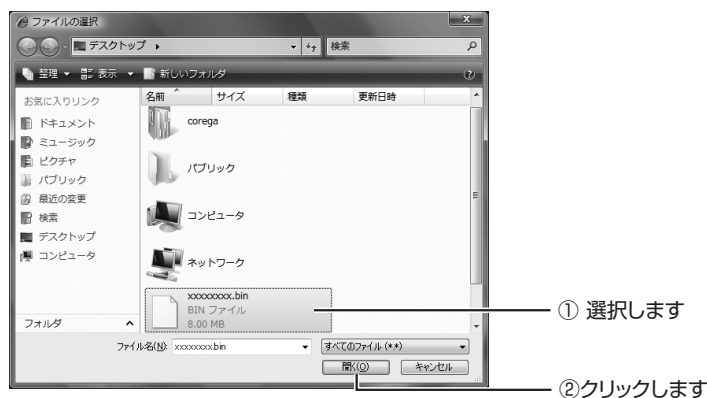 ファイルの選択
デスクトップ
検索
整理 表示 新しいフォルダ
お気に入りリンク
ドキュメント
ミュージック
ピクチャ
パブリック
最近の変更
検索
デスクトップ
コンピュータ
フォルダ
名前 サイズ 種類 更新日時
corega
パブリック
コンピュータ
ネットワーク
xxxxxxxx.bin
BIN ファイル
8.00 MB
ファイル名(N): xxxxxxxx.bin すべてのファイル (**)
開く(O) キャンセル
① 選択します
②クリックします